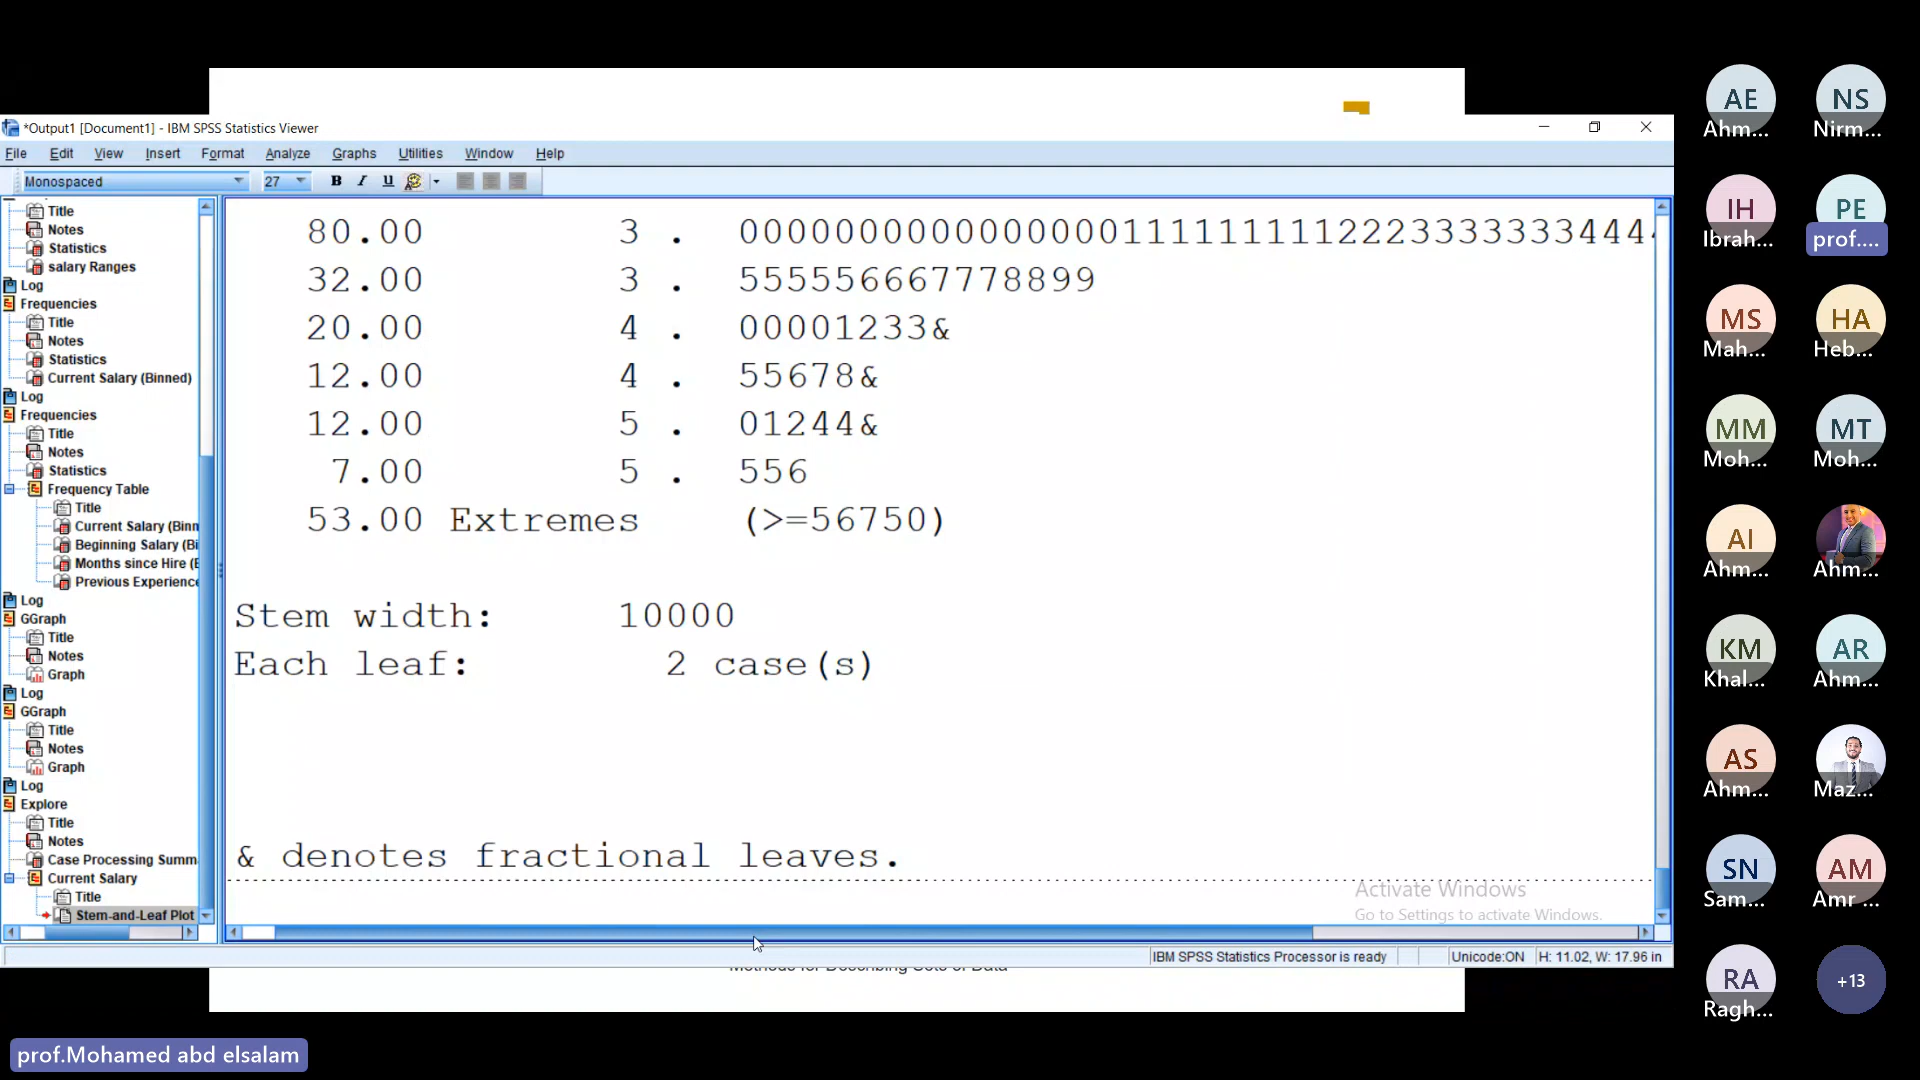 *Output1 [Document1] - IBM SPSS Statistics Viewer
File Edit View Insert Format Analyze Graphs Utilities Window Help
Monospaced 27 B I U
Title
Notes
Statistics
salary Ranges
Log
Frequencies
Title
Notes
Statistics
Current Salary (Binned)
Log
Frequencies
Title
Notes
Statistics
Frequency Table
Title
Current Salary (Binn
Beginning Salary (Bi
Months since Hire (E
Previous Experience
Log
GGraph
Title
Notes
Graph
Log
GGraph
Title
Notes
Graph
Log
Explore
Title
Notes
Case Processing Summ
Current Salary
Title
Stem-and-Leaf Plot
80.00 3 . 0000000000000000111111111222333333344444
32.00 3 . 555556667778899
20.00 4 . 00001233&
12.00 4 . 55678&
12.00 5 . 01244&
7.00 5 . 556
53.00 Extremes (>=56750)
Stem width: 10000
Each leaf: 2 case(s)
& denotes fractional leaves.
Activate Windows
Go to Settings to activate Windows.
IBM SPSS Statistics Processor is ready Unicode:ON H: 11.02, W: 17.96 in
Methods for Describing Sets of Data
prof.Mohamed abd elsalam
AE
Ahm...
NS
Nirm...
IH
Ibrah...
PE
prof....
MS
Mah...
HA
Heb...
MM
Moh...
MT
Moh...
AI
Ahm...
Ahm...
KM
Khal...
AR
Ahm...
AS
Ahm...
Maz...
SN
Sam...
AM
Amr ...
RA
Ragh...
+13